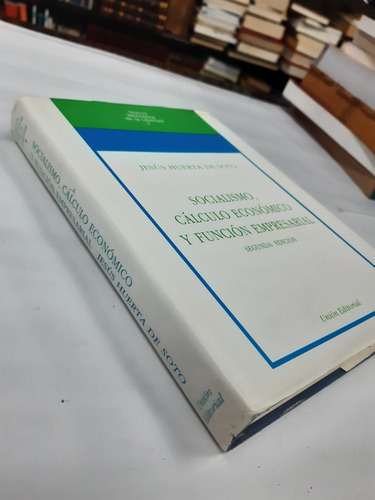 JESÚS HUERTA DE SOTO
SOCIALISMO,
CÁLCULO ECONÓMICO
Y FUNCIÓN EMPRESARIAL
SEGUNDA EDICIÓN
Unión Editorial
SOCIALISMO, CÁLCULO ECONÓMICO
Y FUNCIÓN EMPRESARIAL
JESÚS HUERTA DE SOTO
Unión
Editorial